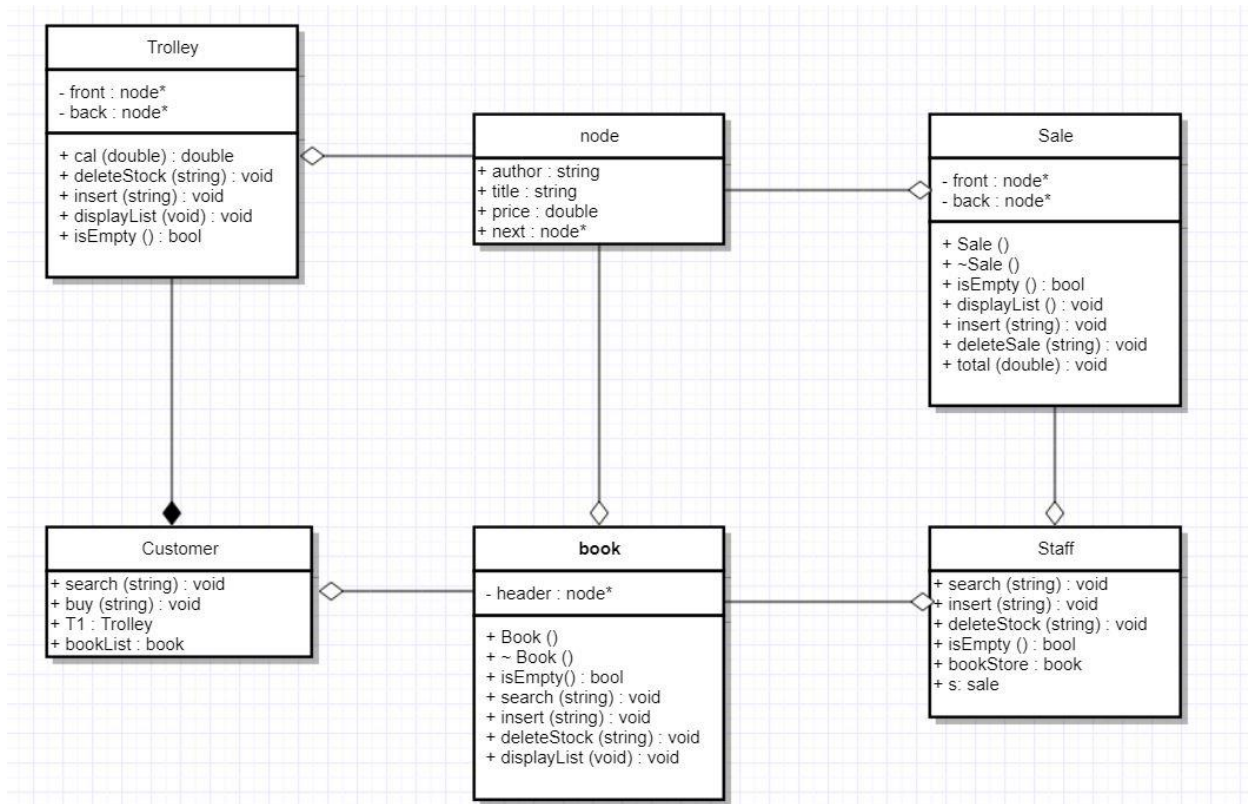 Trolley
- front : node*
- back : node*
+ cal (double) : double
+ deleteStock (string) : void
+ insert (string) : void
+ displayList (void) : void
+ isEmpty () : bool
node
+ author : string
+ title : string
+ price : double
+ next : node*
Sale
- front : node*
- back : node*
+ Sale ()
+ ~Sale ()
+ isEmpty () : bool
+ displayList () : void
+ insert (string) : void
+ deleteSale (string) : void
+ total (double) : void
Customer
+ search (string) : void
+ buy (string) : void
+ T1 : Trolley
+ bookList : book
book
- header : node*
+ Book ()
+ ~ Book ()
+ isEmpty() : bool
+ search (string) : void
+ insert (string) : void
+ deleteStock (string) : void
+ displayList (void) : void
Staff
+ search (string) : void
+ insert (string) : void
+ deleteStock (string) : void
+ isEmpty () : bool
+ bookStore : book
+ s: sale